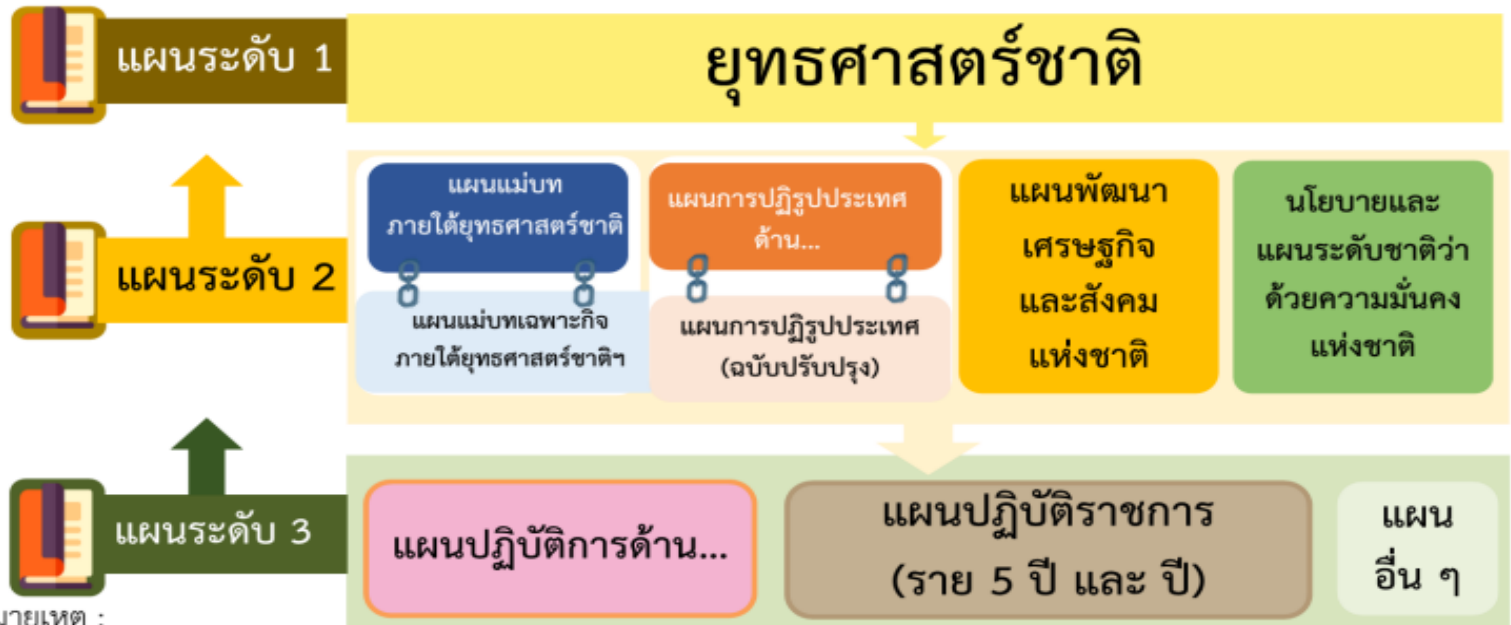 แผนระดับ 1
ยุทธศาสตร์ชาติ
แผนระดับ 2
แผนแม่บท
ภายใต้ยุทธศาสตร์ชาติ
แผนแม่บทเฉพาะกิจ
ภายใต้ยุทธศาสตร์ชาติฯ
แผนการปฏิรูปประเทศ
ด้าน...
แผนการปฏิรูปประเทศ
(ฉบับปรับปรุง)
แผนพัฒนา
เศรษฐกิจ
และสังคม
แห่งชาติ
นโยบายและ
แผนระดับชาติว่า
ด้วยความมั่นคง
แห่งชาติ
แผนระดับ 3
แผนปฏิบัติการด้าน...
แผนปฏิบัติราชการ
(ราย 5 ปี และ ปี)
แผน
อื่น ๆ